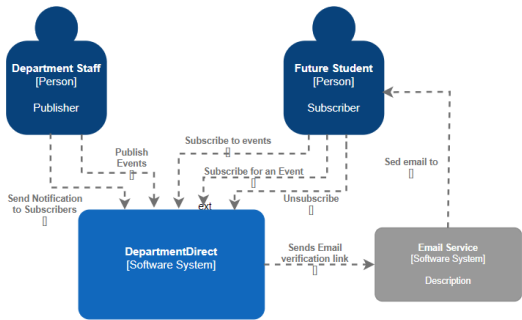 Department Staff
[Person]
Publisher
Future Student
[Person]
Subscriber
Subscribe to events
[]
Publish
Events
[]
Subscribe for an Event
[]
Sed email to
[]
Send Notification
to Subscribers
[]
Unsubscribe
[]
ext
DepartmentDirect
[Software System]
Sends Email
verification link
[]
Email Service
[Software System]
Description